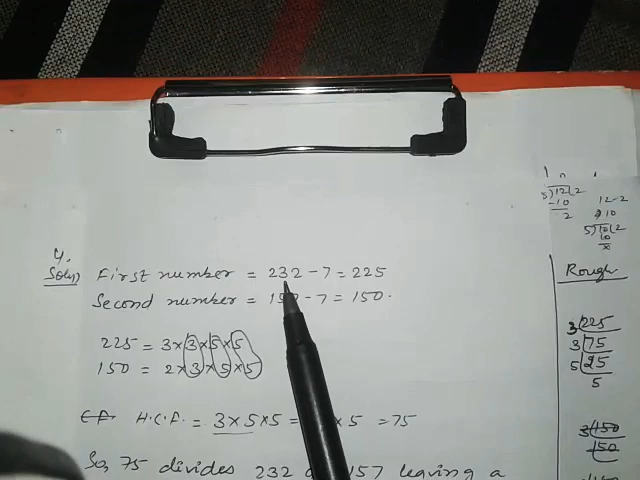 4.
Soln, First number = 232 - 7 = 225
Second number = 157 - 7 = 150.
225 = 3×3×5×5
150 = 2×3×5×5
H.C.F. = 3×5×5 = ×5 = 75
So, 75 divides 232 157 leaving a
5)12(2
-10
2
12-2
10
5)10(2
10
x
Rough
3 225
3 75
5 25
5
3 150
150